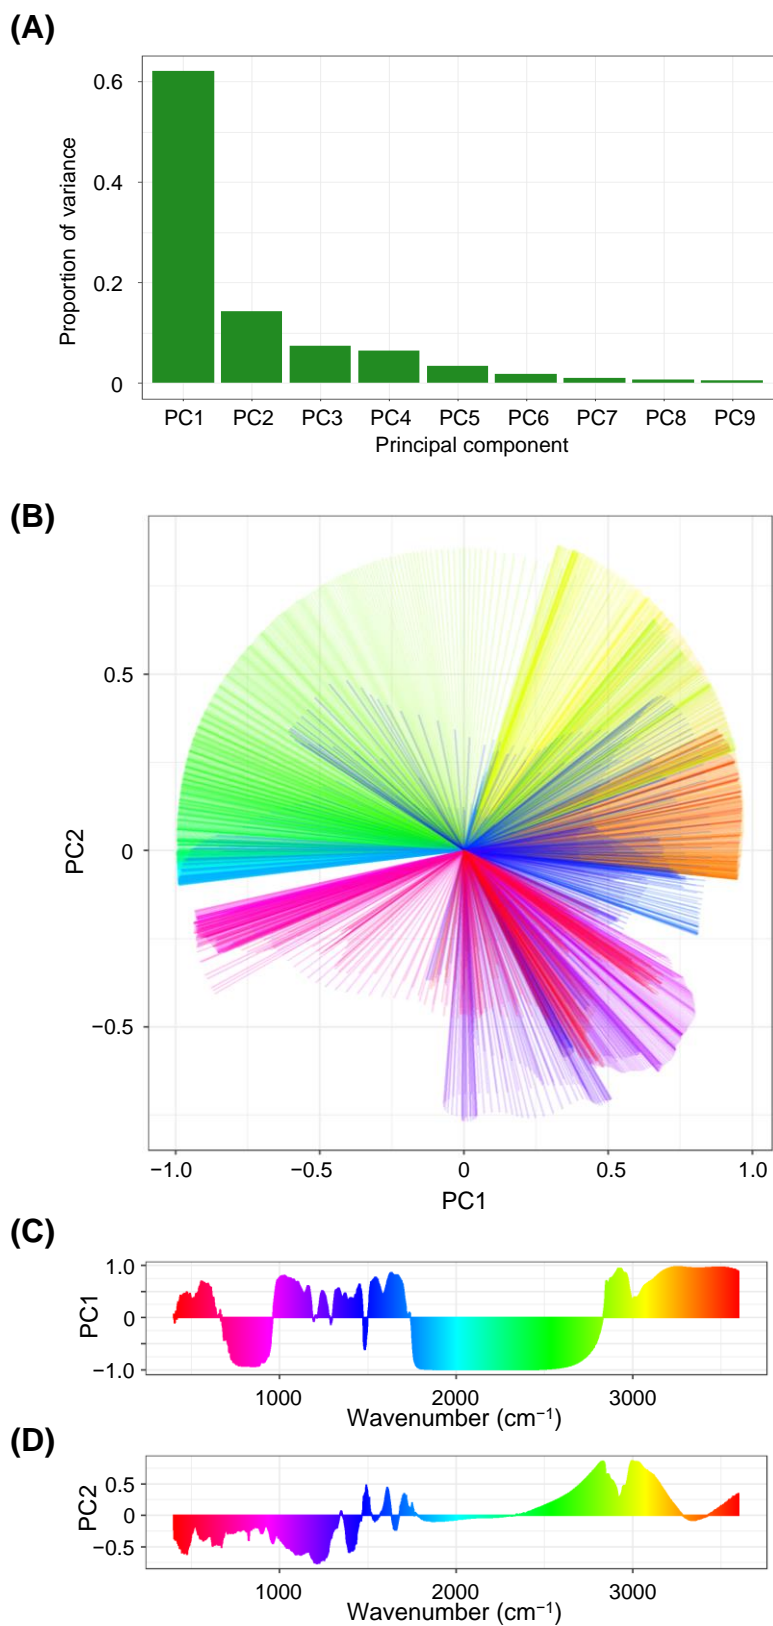 (A)
0.6
0.4
0.2
0
Proportion of variance
PC1 PC2 PC3 PC4 PC5 PC6 PC7 PC8 PC9
Principal component
(B)
0.5
0
−0.5
PC2
−1.0 −0.5 0 0.5 1.0
PC1
(C)
1.0
0
−1.0
PC1
1000 2000 3000
Wavenumber (cm⁻¹)
(D)
0.5
0
−0.5
PC2
1000 2000 3000
Wavenumber (cm⁻¹)